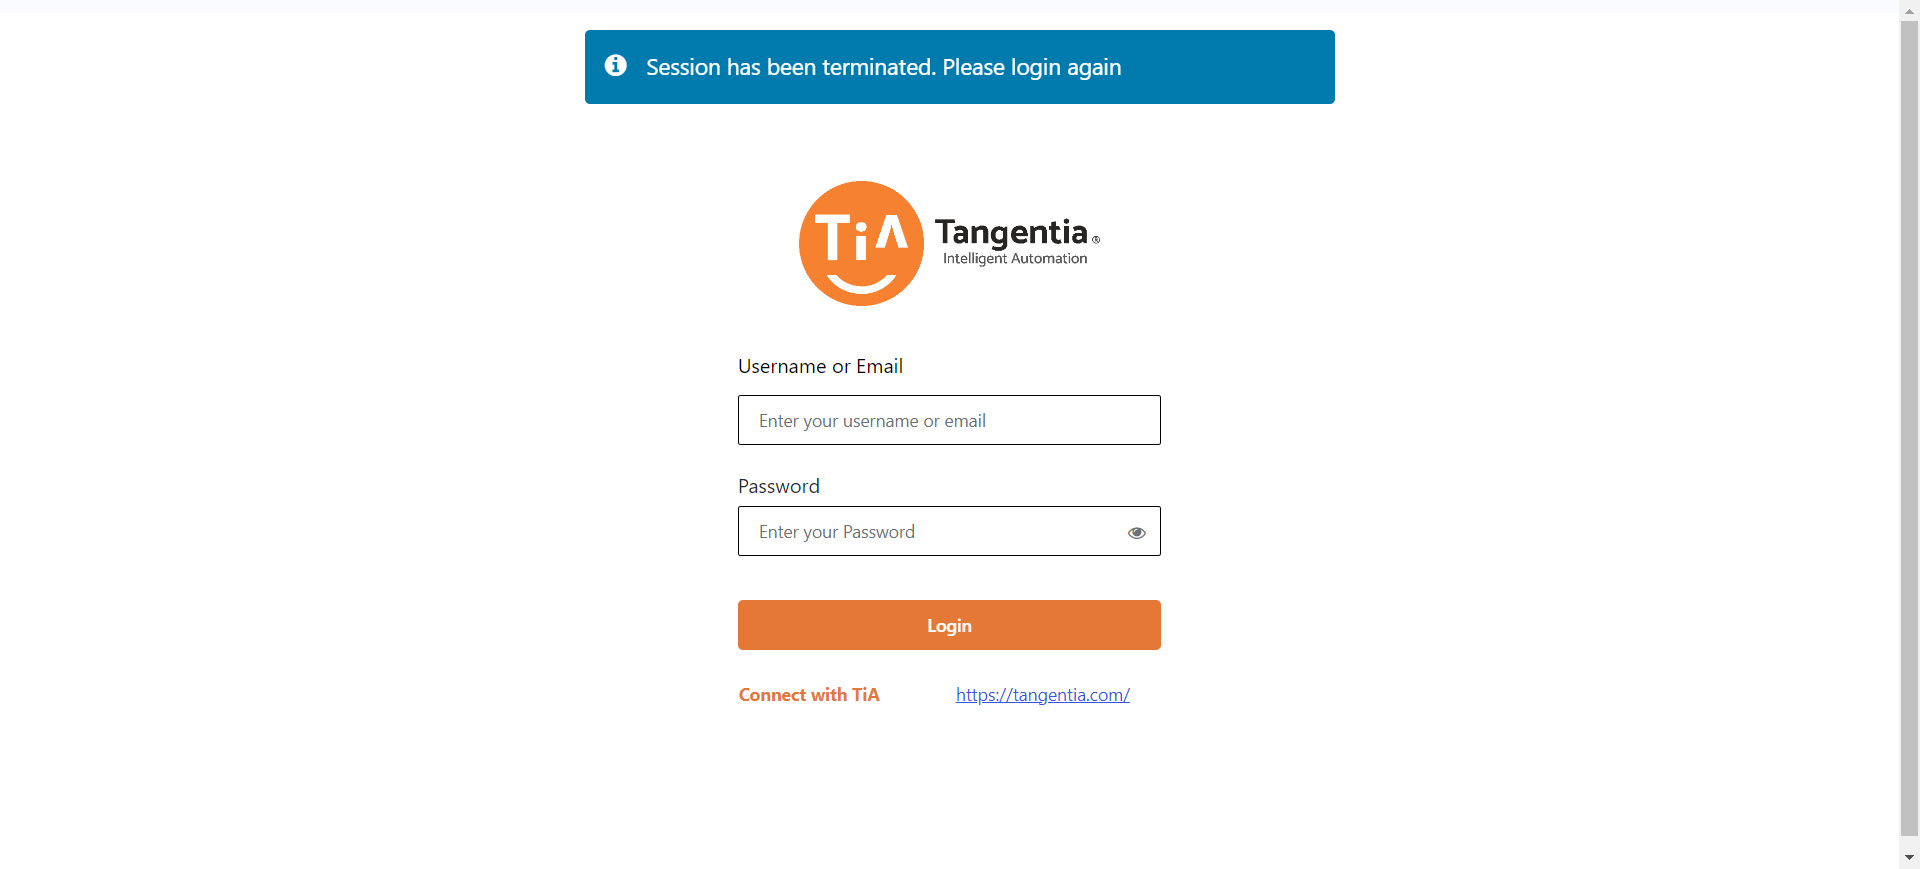 Session has been terminated. Please login again
TiA
Tangentia ®
Intelligent Automation
Username or Email
Enter your username or email
Password
Enter your Password
Login
Connect with TiA https://tangentia.com/